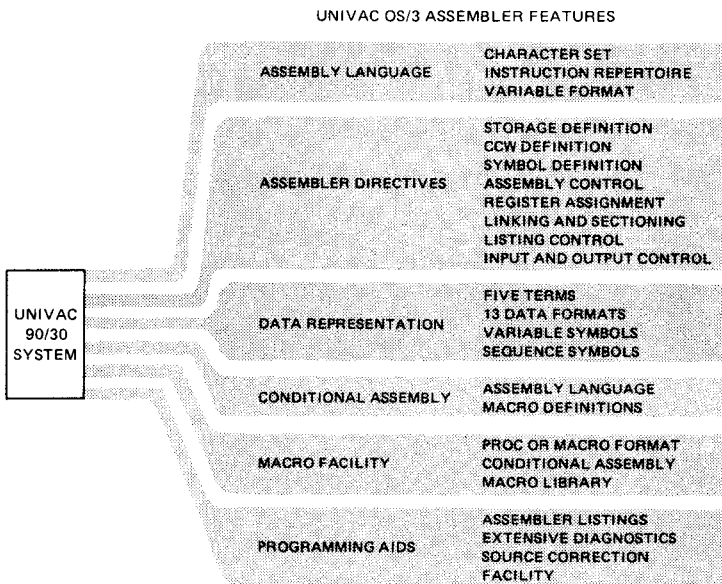 UNIVAC OS/3 ASSEMBLER FEATURES
UNIVAC
90/30
SYSTEM
ASSEMBLY LANGUAGE
CHARACTER SET
INSTRUCTION REPERTOIRE
VARIABLE FORMAT
ASSEMBLER DIRECTIVES
STORAGE DEFINITION
CCW DEFINITION
SYMBOL DEFINITION
ASSEMBLY CONTROL
REGISTER ASSIGNMENT
LINKING AND SECTIONING
LISTING CONTROL
INPUT AND OUTPUT CONTROL
DATA REPRESENTATION
FIVE TERMS
13 DATA FORMATS
VARIABLE SYMBOLS
SEQUENCE SYMBOLS
CONDITIONAL ASSEMBLY
ASSEMBLY LANGUAGE
MACRO DEFINITIONS
MACRO FACILITY
PROC OR MACRO FORMAT
CONDITIONAL ASSEMBLY
MACRO LIBRARY
PROGRAMMING AIDS
ASSEMBLER LISTINGS
EXTENSIVE DIAGNOSTICS
SOURCE CORRECTION
FACILITY